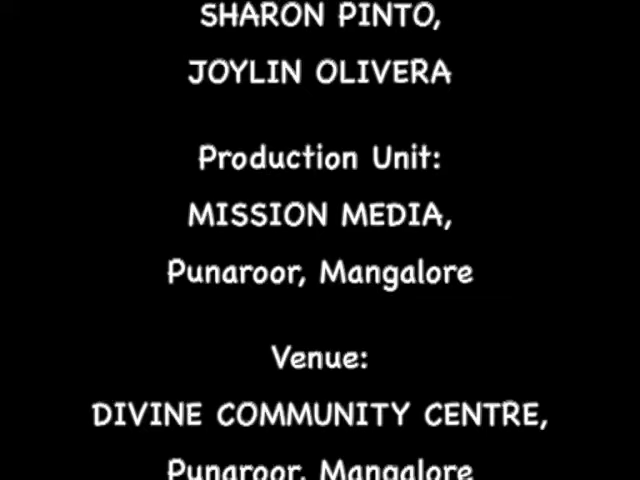 SHARON PINTO,
JOYLIN OLIVERA
Production Unit:
MISSION MEDIA,
Punaroor, Mangalore
Venue:
DIVINE COMMUNITY CENTRE,
Punaroor, Mangalore